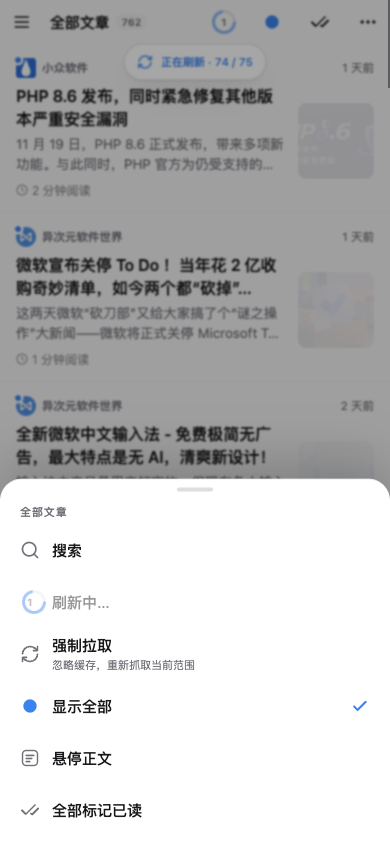 全部文章 762
1
正在刷新 · 74 / 75
小众软件
1 天前
PHP 8.6 发布，同时紧急修复其他版
本严重安全漏洞
11 月 19 日，PHP 8.6 正式发布，带来多项新
功能。与此同时，PHP 官方为仍受支持的...
2 分钟阅读
异次元软件世界
1 天前
微软宣布关停 To Do！当年花 2 亿收
购奇妙清单，如今两个都“砍掉”...
这两天微软“砍刀部”又给大家搞了个“谜之操
作”大新闻——微软将正式关停 Microsoft T...
1 分钟阅读
异次元软件世界
2 天前
全新微软中文输入法 - 免费极简无广
告，最大特点是无 AI，清爽新设计！
全部文章
搜索
1
刷新中...
强制拉取
忽略缓存，重新抓取当前范围
显示全部
悬停正文
全部标记已读